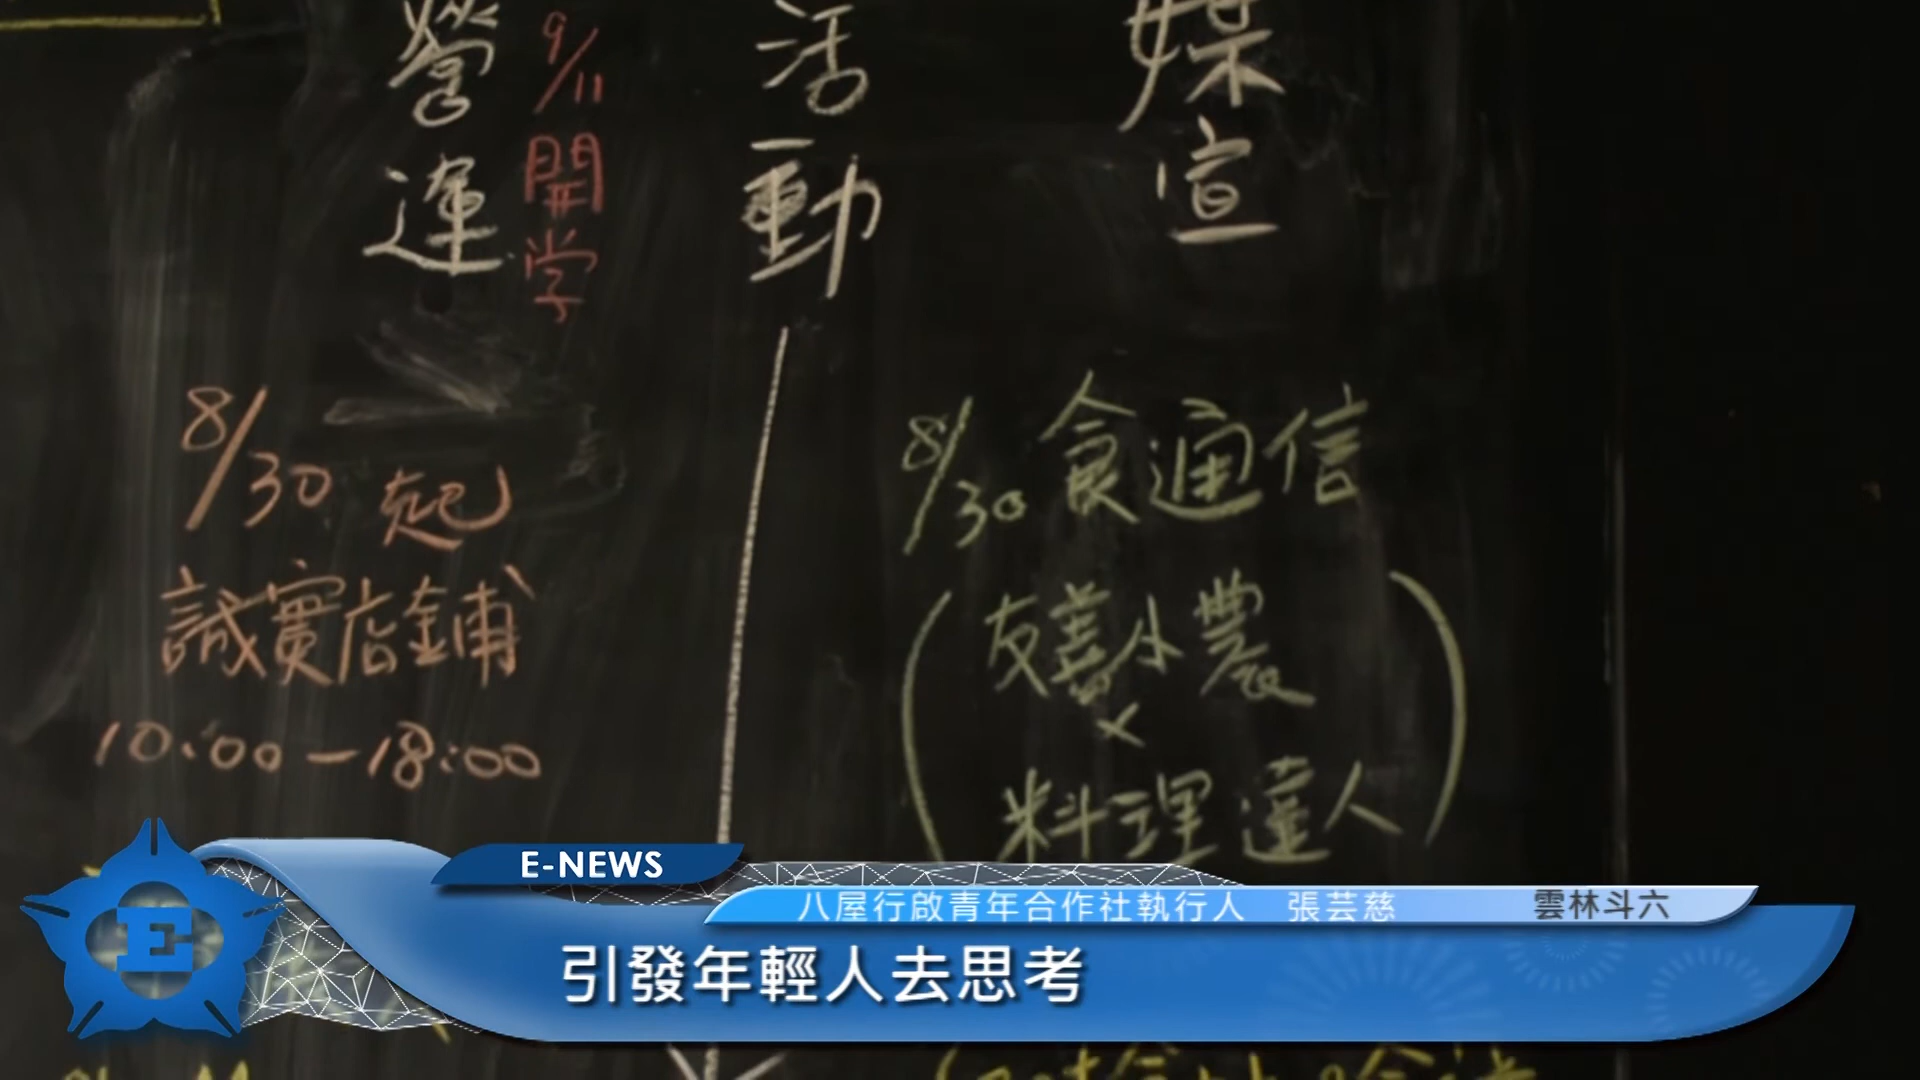 營運
9/11
開学
活動
媒宣
8/30 起
誠實店鋪
10:00-18:00
8/30 食通信
(友善小農
×
料理達人)
E-NEWS
八屋行啟青年合作社執行人 張芸慈 雲林斗六
引發年輕人去思考
E